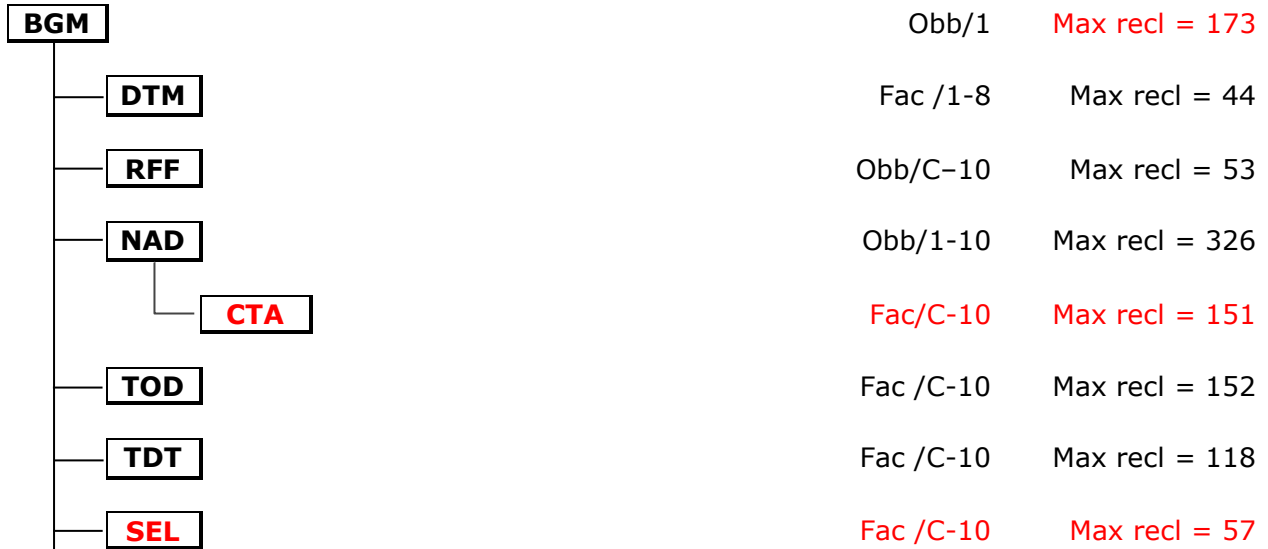 BGM Obb/1 Max recl = 173
DTM Fac /1-8 Max recl = 44
RFF Obb/C–10 Max recl = 53
NAD Obb/1-10 Max recl = 326
CTA Fac/C-10 Max recl = 151
TOD Fac /C-10 Max recl = 152
TDT Fac /C-10 Max recl = 118
SEL Fac /C-10 Max recl = 57